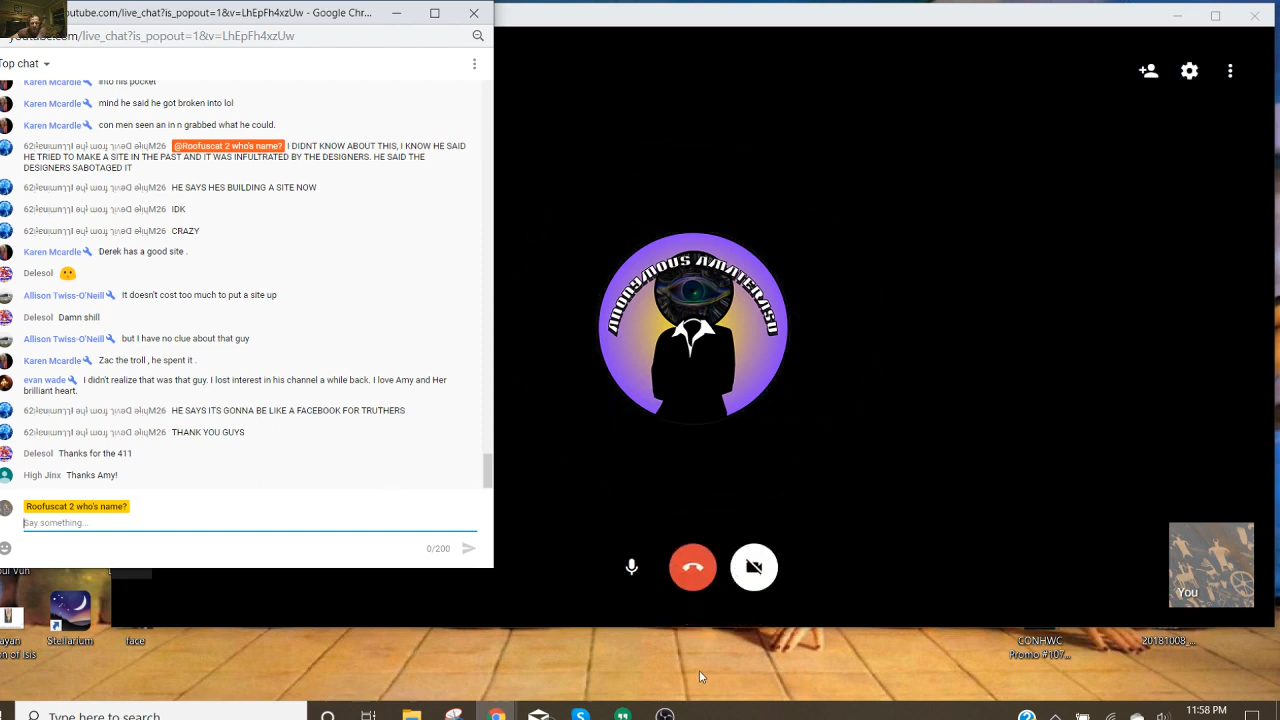 outube.com/live_chat?is_popout=1&v=LhEpFh4xzUw - Google Chr...
youtube.com/live_chat?is_popout=1&v=LhEpFh4xzUw
Top chat
Karen Mcardle into his pocket
Karen Mcardle mind he said he got broken into lol
Karen Mcardle con men seen an in n grabbed what he could.
@Roofuscat 2 who's name? I DIDNT KNOW ABOUT THIS, I KNOW HE SAID
HE TRIED TO MAKE A SITE IN THE PAST AND IT WAS INFULTRATED BY THE DESIGNERS. HE SAID THE
DESIGNERS SABOTAGED IT
HE SAYS HES BUILDING A SITE NOW
IDK
CRAZY
Karen Mcardle Derek has a good site .
Delesol
Allison Twiss-O'Neill It doesn't cost too much to put a site up
Delesol Damn shill
Allison Twiss-O'Neill but I have no clue about that guy
Karen Mcardle Zac the troll , he spent it .
evan wade I didn't realize that was that guy. I lost interest in his channel a while back. I love Amy and Her
brilliant heart.
HE SAYS ITS GONNA BE LIKE A FACEBOOK FOR TRUTHERS
THANK YOU GUYS
Delesol Thanks for the 411
High Jinx Thanks Amy!
Roofuscat 2 who's name?
Say something...
0/200
ANONYMOUS AMATERASU
You
Stellarium
face
CONHWC
Promo #107...
20181008_...
ayan
on of Isis
Type here to search
11:58 PM